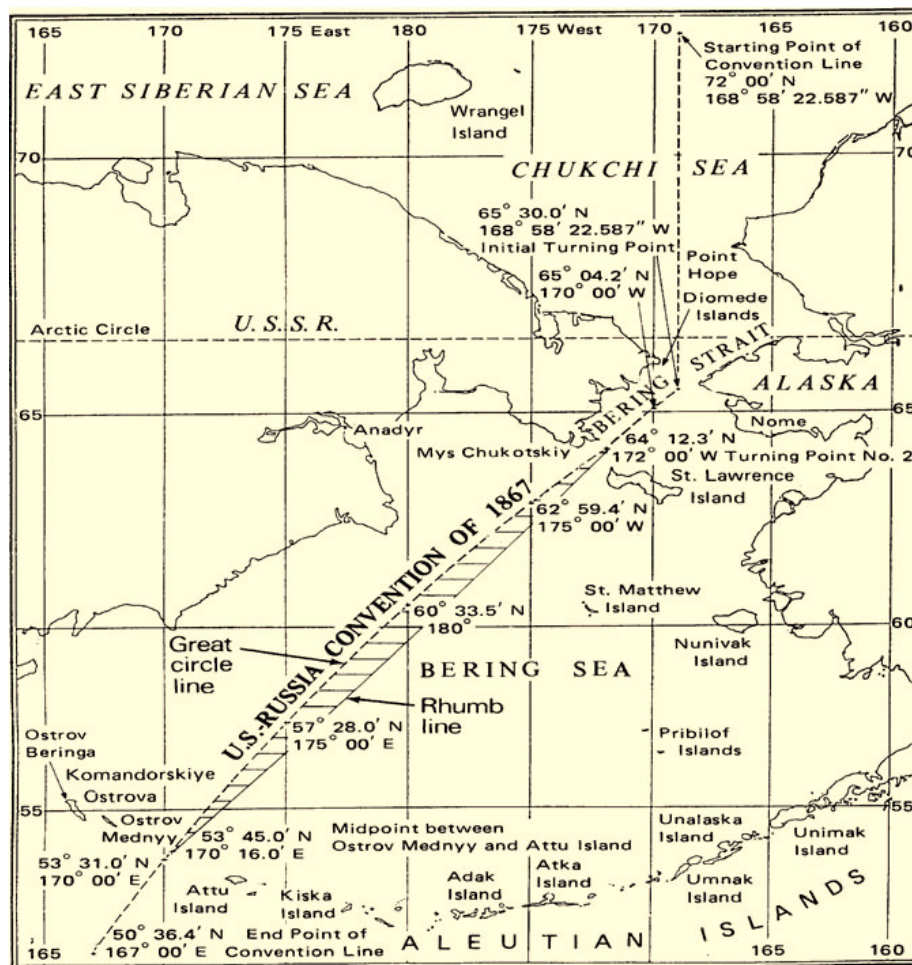 165 170 175 East 180 175 West 170 165 160
Starting Point of
Convention Line
72° 00' N
168° 58' 22.587" W
EAST SIBERIAN SEA
Wrangel
Island
70
70
CHUKCHI SEA
65° 30.0' N
168° 58' 22.587" W
Initial Turning Point
65° 04.2' N
170° 00' W
Point
Hope
Diomede
Islands
Arctic Circle
U.S.S.R.
BERING STRAIT
ALASKA
65
65
Anadyr
Nome
Mys Chukotskiy
64° 12.3' N
172° 00' W Turning Point No. 2
St. Lawrence
Island
62° 59.4' N
175° 00' W
U.S.-RUSSIA CONVENTION OF 1867
60° 33.5' N
180°
St. Matthew
Island
60
60
Nunivak
Island
Great
circle
line
BERING SEA
Rhumb
line
57° 28.0' N
175° 00' E
Pribilof
Islands
Ostrov
Beringa
Komandorskiye
Ostrova
55
55
Ostrov
Mednyy
53° 45.0' N
170° 16.0' E
Midpoint between
Ostrov Mednyy and Attu Island
Unalaska
Island
Unimak
Island
53° 31.0' N
170° 00' E
Attu
Island
Kiska
Island
Adak
Island
Atka
Island
Umnak
Island
50° 36.4' N End Point of
167° 00' E Convention Line
ALEUTIAN ISLANDS
165 165 160